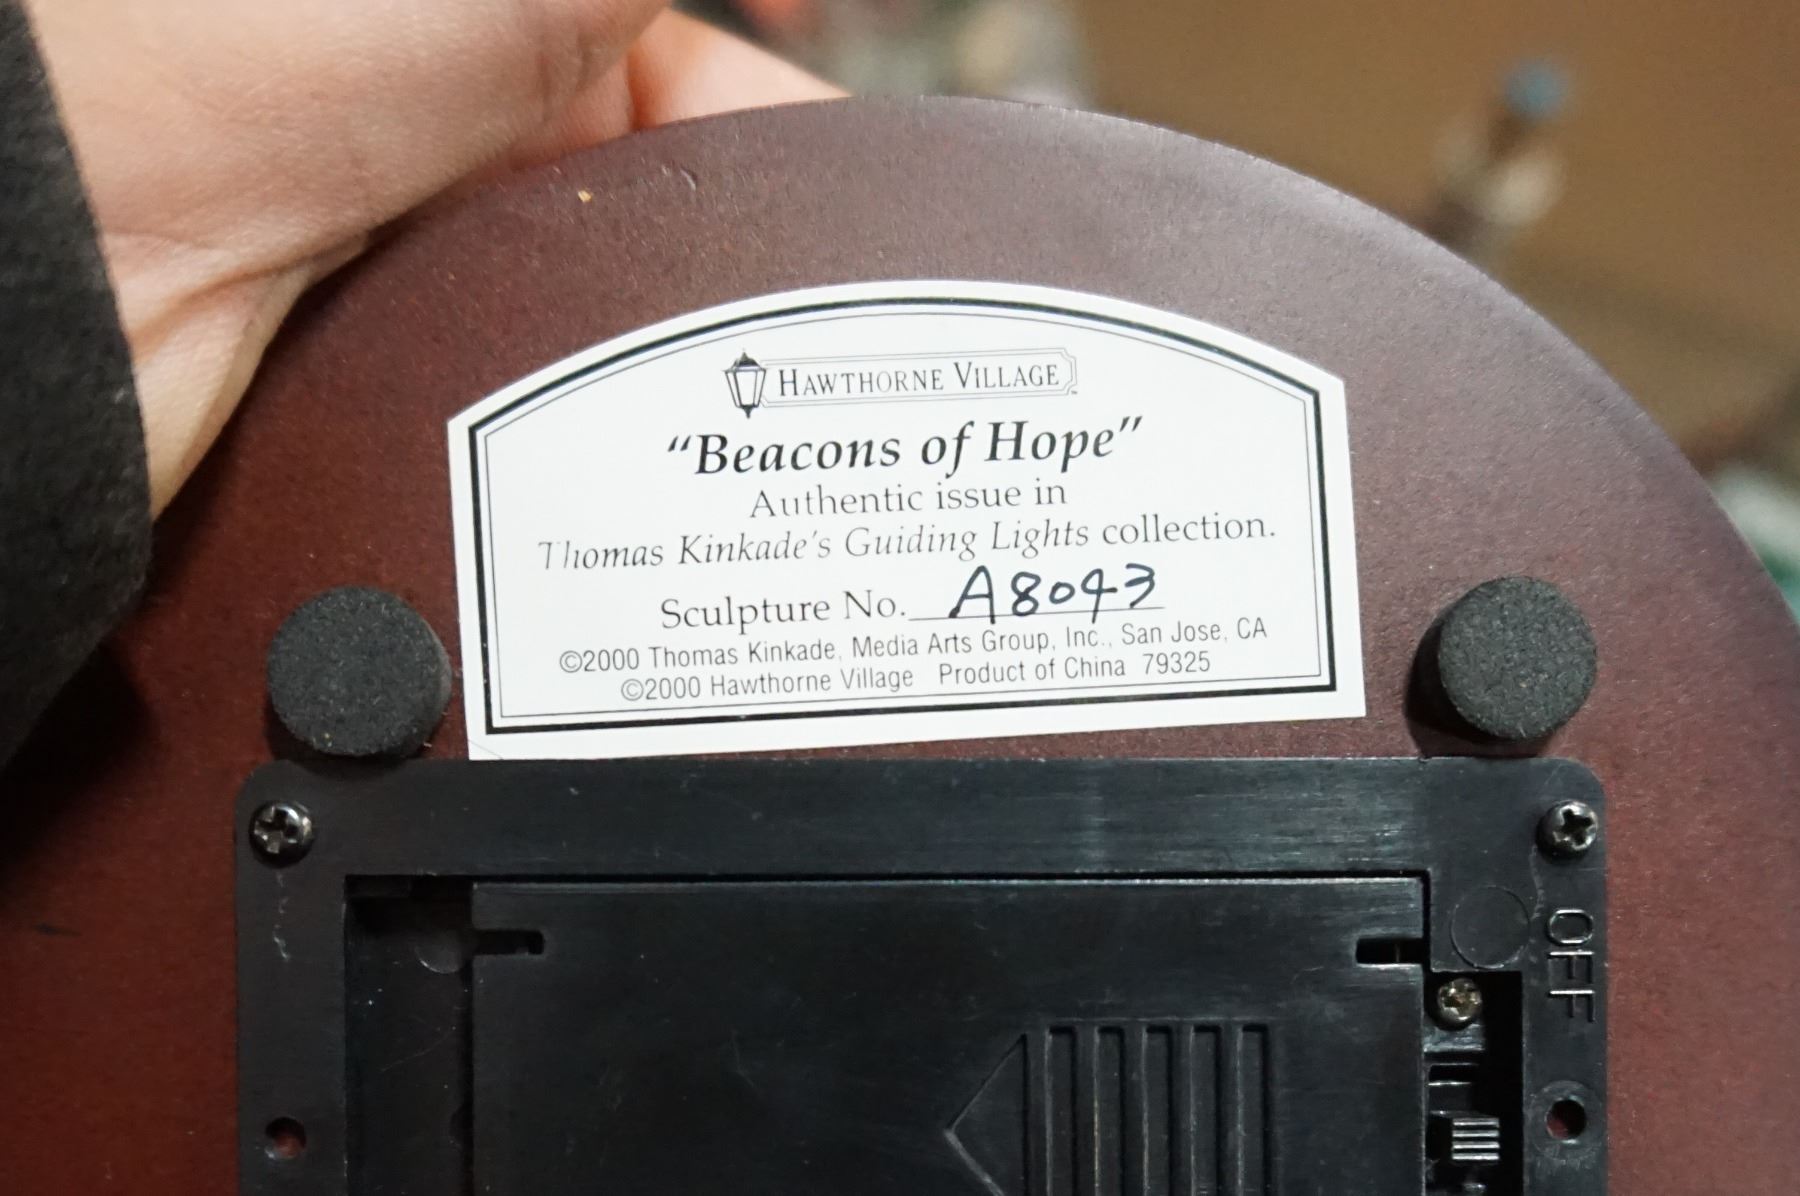 HAWTHORNE VILLAGE™
“Beacons of Hope”
Authentic issue in
Thomas Kinkade's Guiding Lights collection.
Sculpture No. A8043
©2000 Thomas Kinkade, Media Arts Group, Inc., San Jose, CA
©2000 Hawthorne Village Product of China 79325
OFF